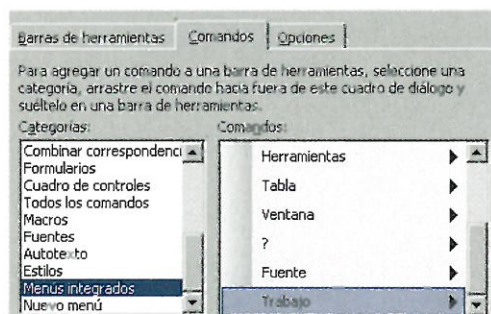 Barras de herramientas Comandos Opciones
Para agregar un comando a una barra de herramientas, seleccione una
categoría, arrastre el comando hacia fuera de este cuadro de diálogo y
suéltelo en una barra de herramientas.
Categorías:
Combinar correspondenci
Formularios
Cuadro de controles
Todos los comandos
Macros
Fuentes
Autotexto
Estilos
Menús integrados
Nuevo menú
Comandos:
Herramientas
Tabla
Ventana
?
Fuente
Trabajo